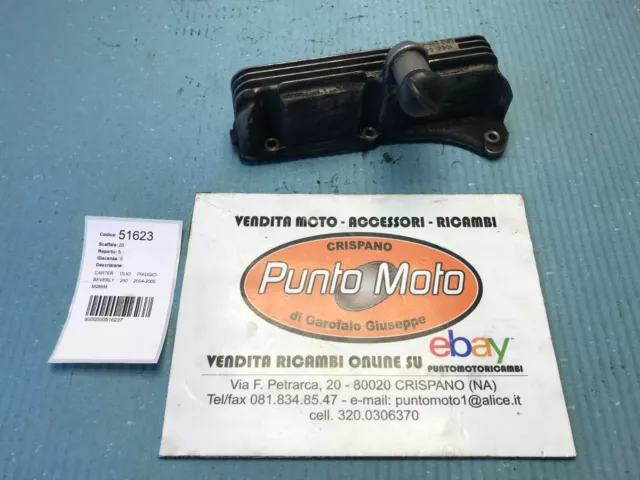 Codice: 51623
Scaffale: 20
Reparto: 5
Giacenza:
Descrizione:
CARTER OLIO PIAGGIO
BEVERLY 250 2004-2005
VENDITA MOTO - ACCESSORI - RICAMBI
CRISPANO
Punto Moto
di Garofalo Giuseppe
VENDITA RICAMBI ONLINE SU
ebay
PUNTOMOTORICAMBI
Via F. Petrarca, 20 - 80020 CRISPANO (NA)
Tel/fax 081.834.85.47 - e-mail: puntomoto1@alice.it
cell. 320.0306370